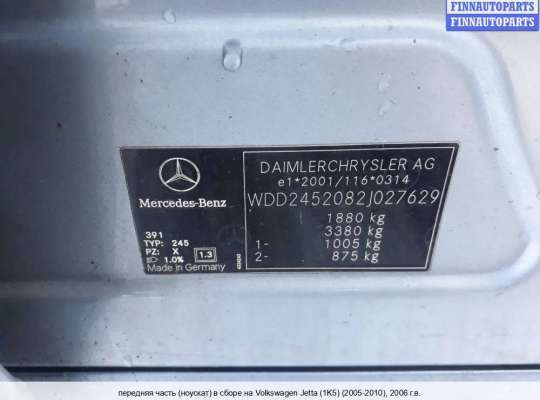 FINNAUTOPARTS
FINNAUTOPARTS
Mercedes-Benz
391
TYP: 245
PZ: X
1.0% 1.3
Made in Germany
DAIMLERCHRYSLER AG
e1*2001/116*0314
WDD2452082J027629
1880 kg
3380 kg
1- 1005 kg
2- 875 kg
передняя часть (ноускат) в сборе на Volkswagen Jetta (1K5) (2005-2010), 2006 г.в.